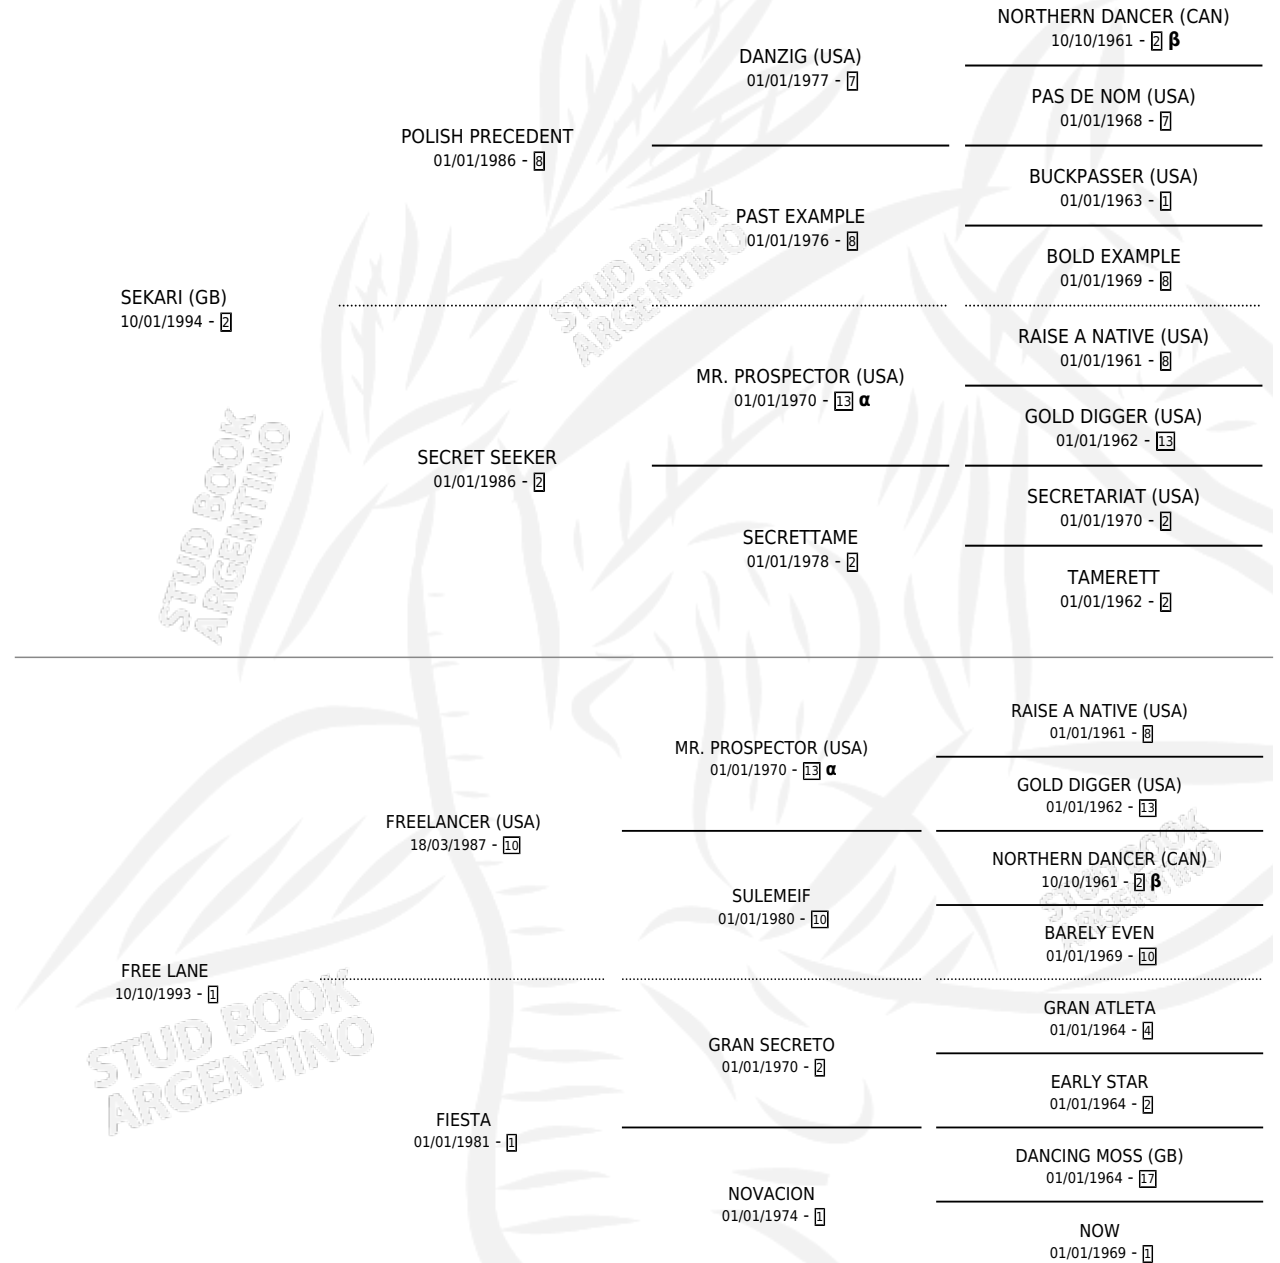 NORTHERN DANCER (CAN)
10/10/1961 - 2 β
DANZIG (USA)
01/01/1977 - 7
PAS DE NOM (USA)
01/01/1968 - 7
POLISH PRECEDENT
01/01/1986 - 8
BUCKPASSER (USA)
01/01/1963 - 1
PAST EXAMPLE
01/01/1976 - 8
BOLD EXAMPLE
01/01/1969 - 8
STUD BOOK
ARGENTINO
SEKARI (GB)
10/01/1994 - 2
RAISE A NATIVE (USA)
01/01/1961 - 8
MR. PROSPECTOR (USA)
01/01/1970 - 13 α
GOLD DIGGER (USA)
01/01/1962 - 13
SECRET SEEKER
01/01/1986 - 2
SECRETARIAT (USA)
01/01/1970 - 2
SECRETTAME
01/01/1978 - 2
TAMERETT
01/01/1962 - 2
STUD BOOK
ARGENTINO
RAISE A NATIVE (USA)
01/01/1961 - 8
MR. PROSPECTOR (USA)
01/01/1970 - 13 α
GOLD DIGGER (USA)
01/01/1962 - 13
FREELANCER (USA)
18/03/1987 - 10
NORTHERN DANCER (CAN)
10/10/1961 - 2 β
STUD BOOK
ARGENTINO
SULEMEIF
01/01/1980 - 10
BARELY EVEN
01/01/1969 - 10
FREE LANE
10/10/1993 - 1
STUD BOOK
ARGENTINO
GRAN ATLETA
01/01/1964 - 4
GRAN SECRETO
01/01/1970 - 2
EARLY STAR
01/01/1964 - 2
FIESTA
01/01/1981 - 1
DANCING MOSS (GB)
01/01/1964 - 17
NOVACION
01/01/1974 - 1
NOW
01/01/1969 - 1